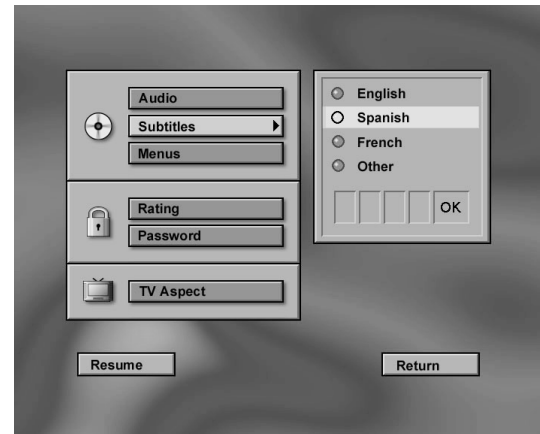 Audio
Subtitles
Menus
Rating
Password
TV Aspect
English
Spanish
French
Other
OK
Resume
Return